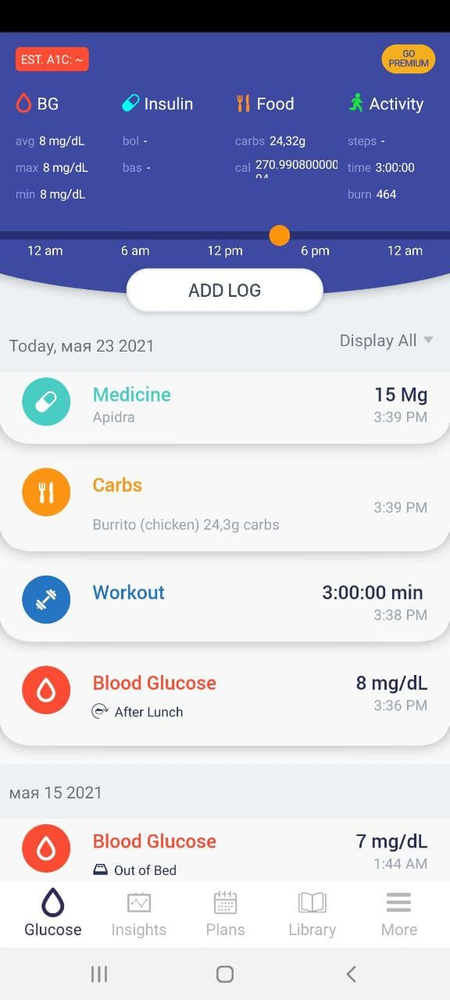 EST. A1C: ~
GO PREMIUM
BG
Insulin
Food
Activity
avg 8 mg/dL
bol -
carbs 24,32g
steps -
max 8 mg/dL
bas -
cal 270.990800000
time 3:00:00
min 8 mg/dL
burn 464
12 am
6 am
12 pm
6 pm
12 am
ADD LOG
Today, мая 23 2021
Display All
Medicine
15 Mg
Apidra
3:39 PM
Carbs
3:39 PM
Burrito (chicken) 24,3g carbs
Workout
3:00:00 min
3:38 PM
Blood Glucose
8 mg/dL
3:36 PM
After Lunch
мая 15 2021
Blood Glucose
7 mg/dL
1:44 AM
Out of Bed
Glucose
Insights
Plans
Library
More